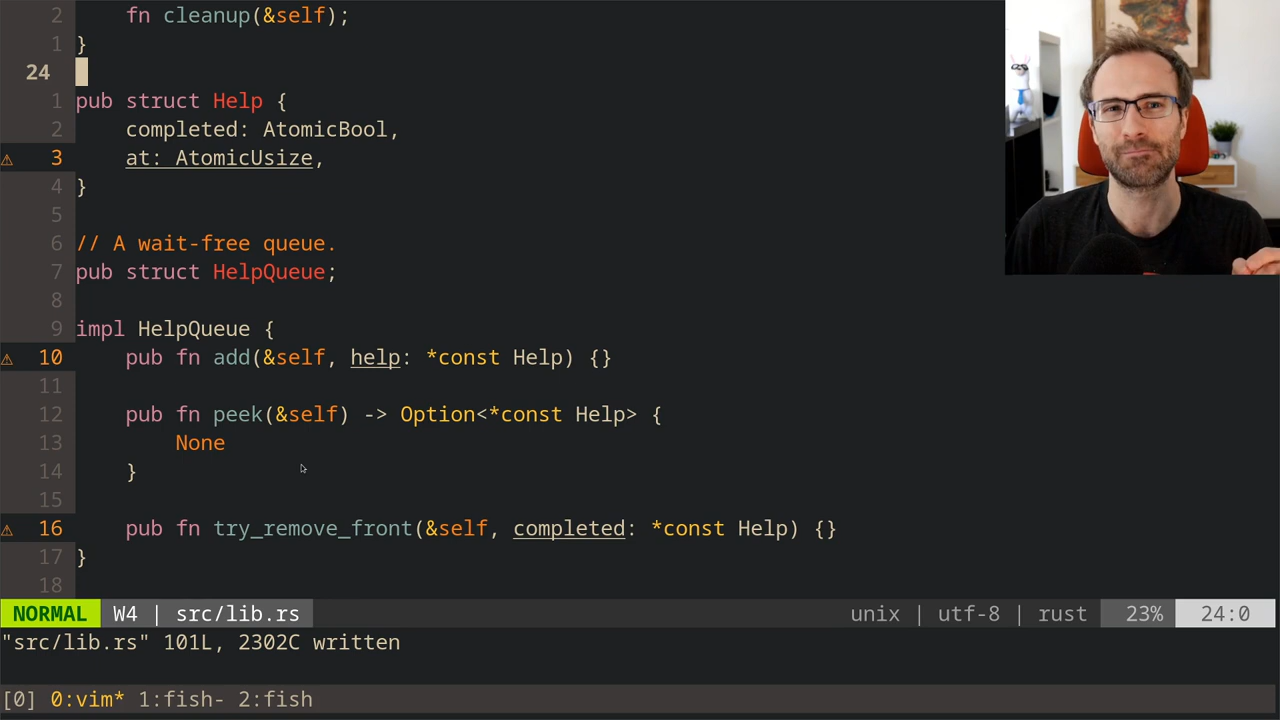 2     fn cleanup(&self);
1 }
24
1 pub struct Help {
2     completed: AtomicBool,
⚠ 3     at: AtomicUsize,
4 }
5
6 // A wait-free queue.
7 pub struct HelpQueue;
8
9 impl HelpQueue {
⚠ 10     pub fn add(&self, help: *const Help) {}
11
12     pub fn peek(&self) -> Option<*const Help> {
13         None
14     }
15
⚠ 16     pub fn try_remove_front(&self, completed: *const Help) {}
17 }
18
NORMAL W4 | src/lib.rs unix | utf-8 | rust 23% 24:0
"src/lib.rs" 101L, 2302C written
[0] 0:vim* 1:fish- 2:fish